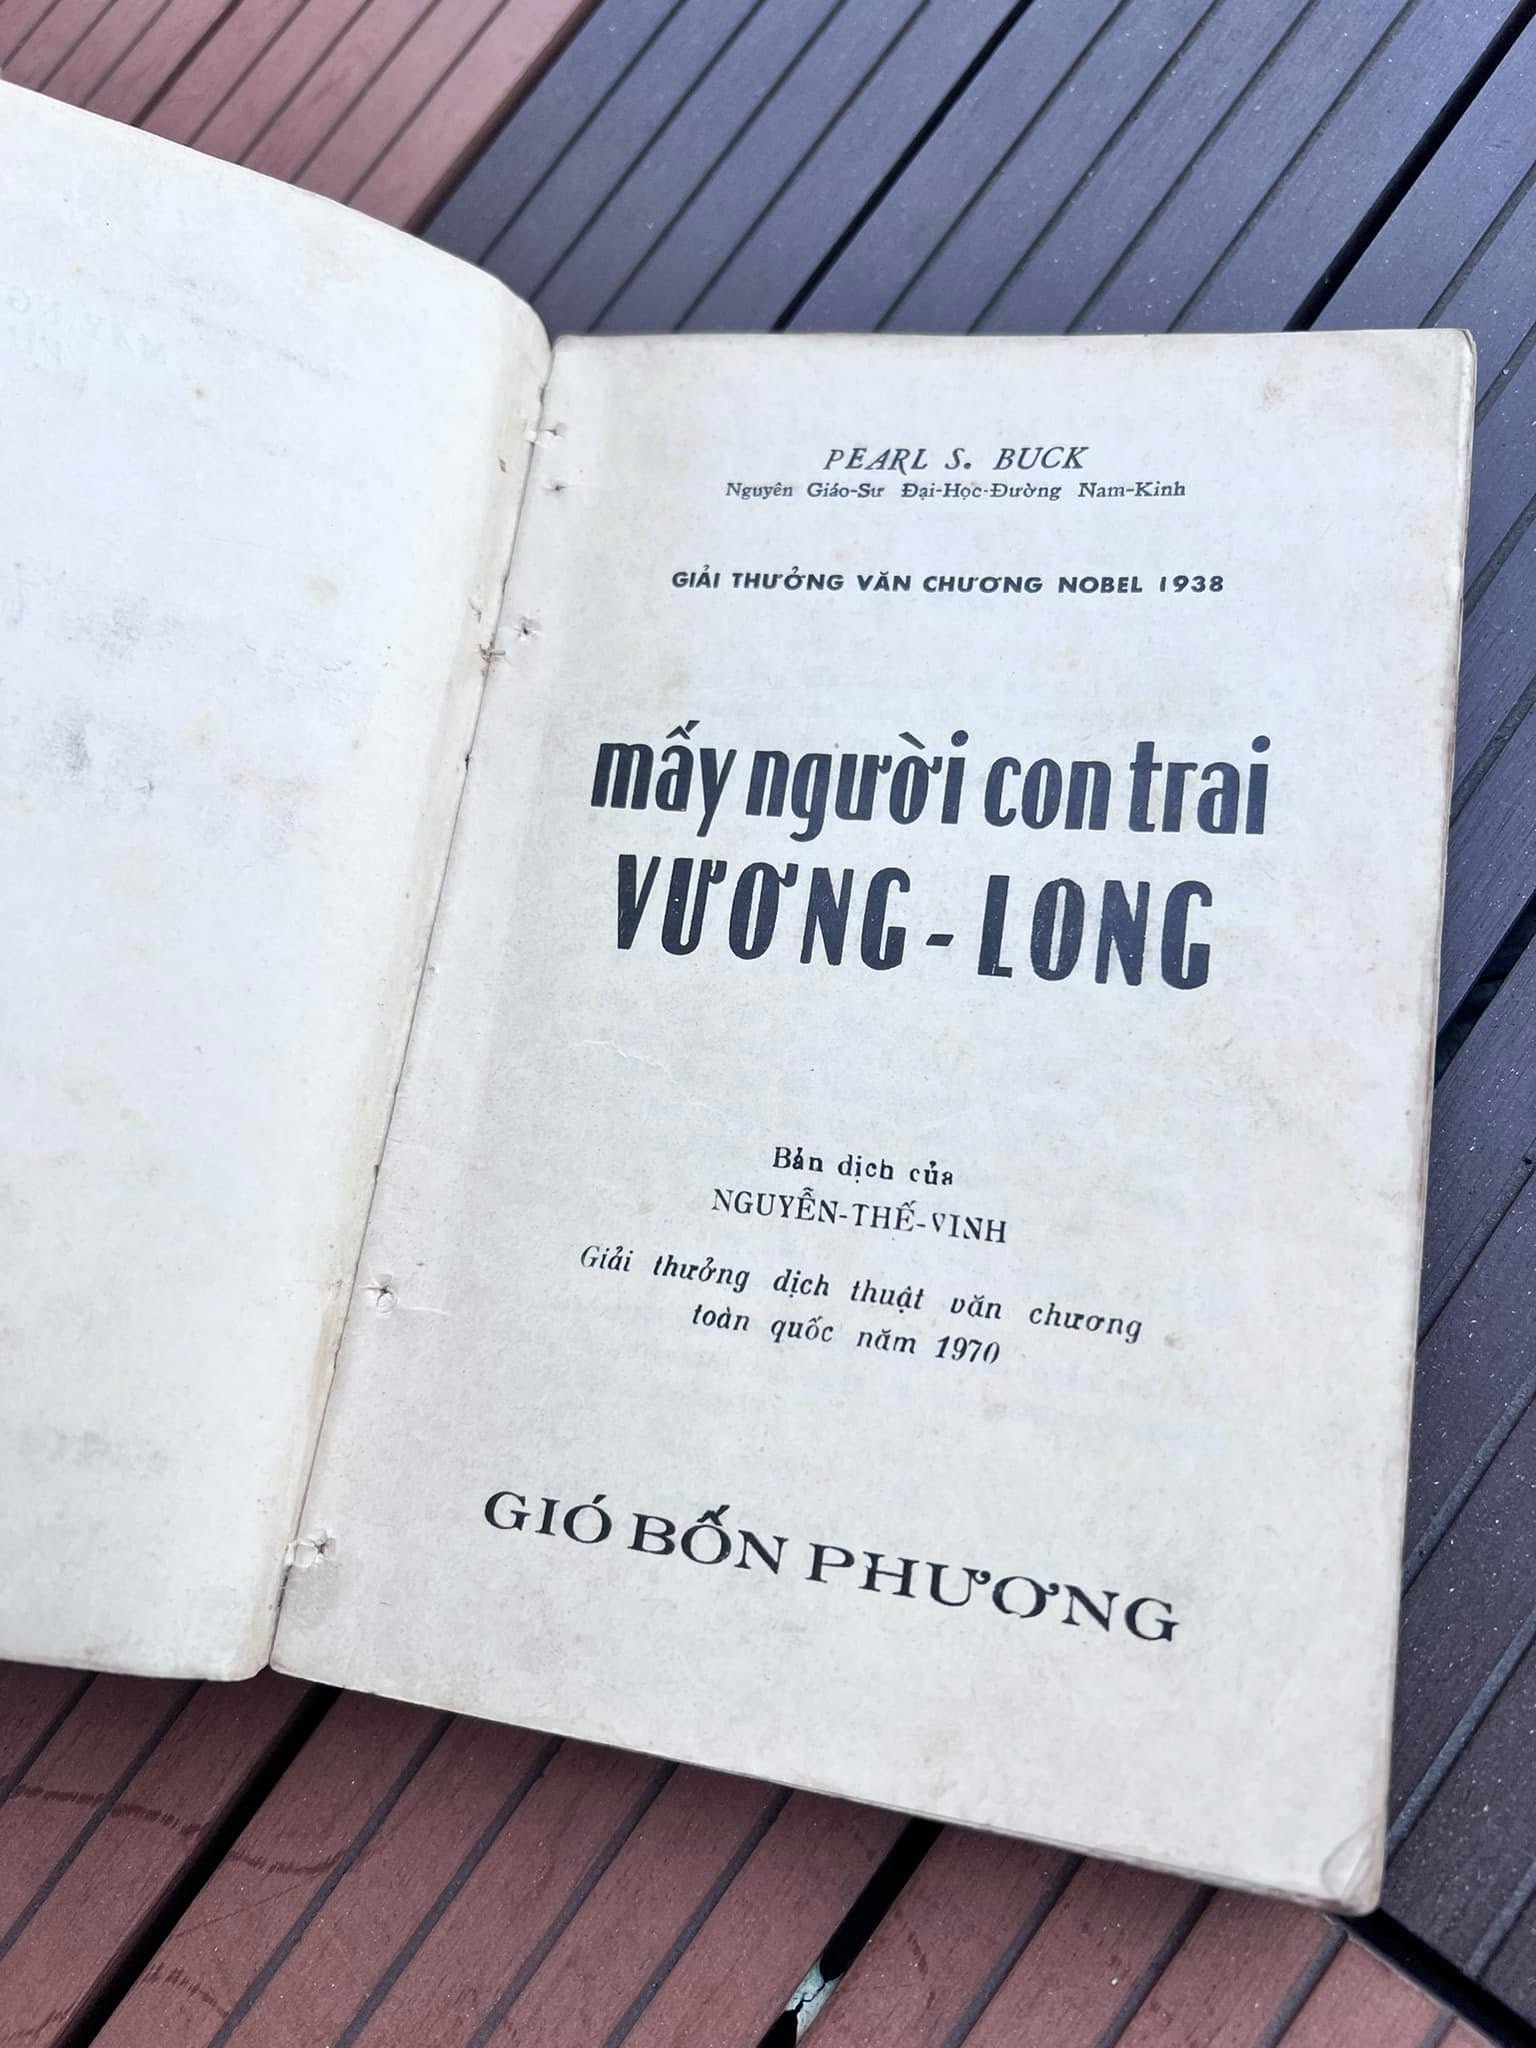 PEARL S. BUCK
Nguyên Giáo-Sư Đại-Học-Đường Nam-Kinh
GIẢI THƯỞNG VĂN CHƯƠNG NOBEL 1938
mấy người con trai
VƯƠNG - LONG
Bản dịch của
NGUYỄN-THẾ-VINH
Giải thưởng dịch thuật văn chương
toàn quốc năm 1970
GIÓ BỐN PHƯƠNG